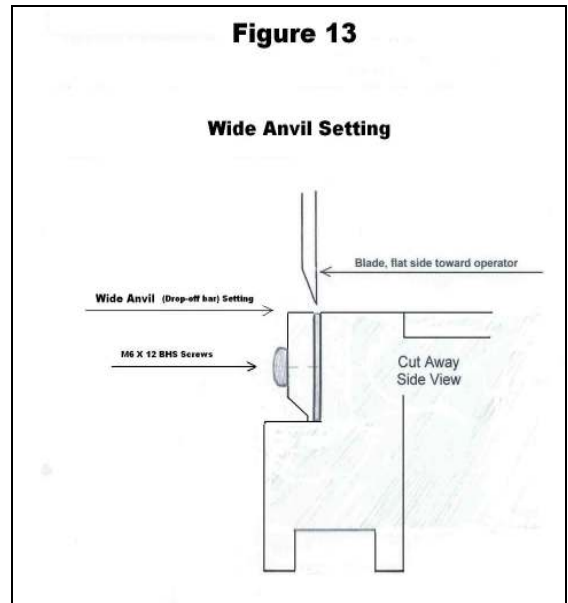 Figure 13
Wide Anvil Setting
Blade, flat side toward operator
Wide Anvil (Drop-off bar) Setting
M6 X 12 BHS Screws
Cut Away
Side View